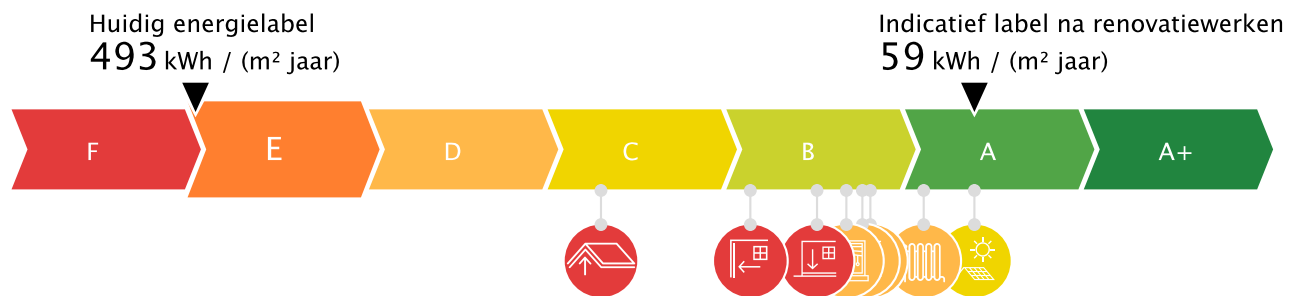 Huidig energielabel
493 kWh / (m² jaar)
Indicatief label na renovatiewerken
59 kWh / (m² jaar)
F E D C B A A+